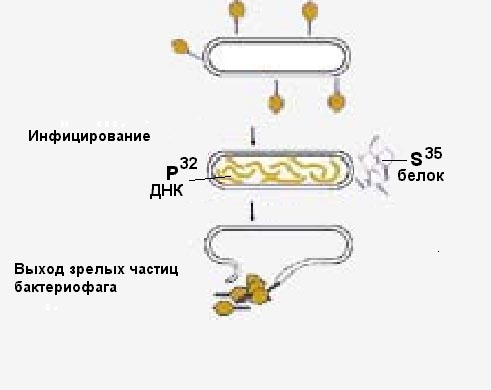 Инфицирование
P32
ДНК
S35
белок
Выход зрелых частиц
бактериофага